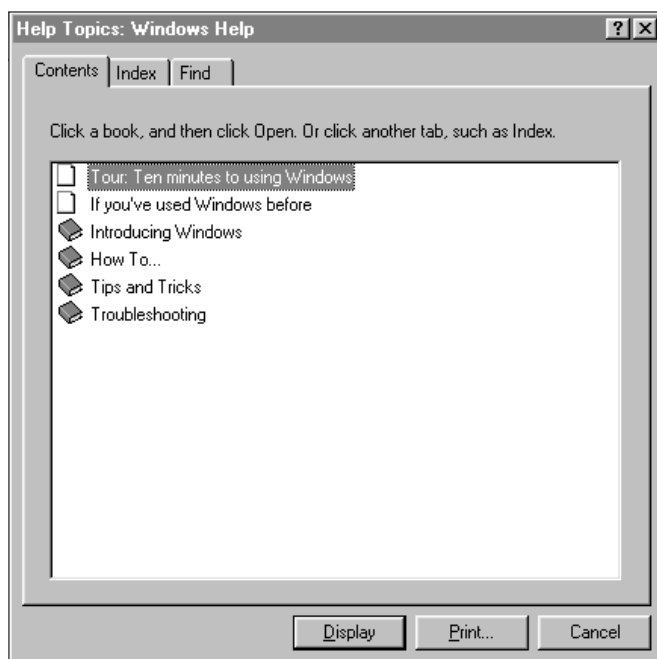 Help Topics: Windows Help
Contents Index Find
Click a book, and then click Open. Or click another tab, such as Index.
Tour: Ten minutes to using Windows
If you've used Windows before
Introducing Windows
How To...
Tips and Tricks
Troubleshooting
Display Print... Cancel